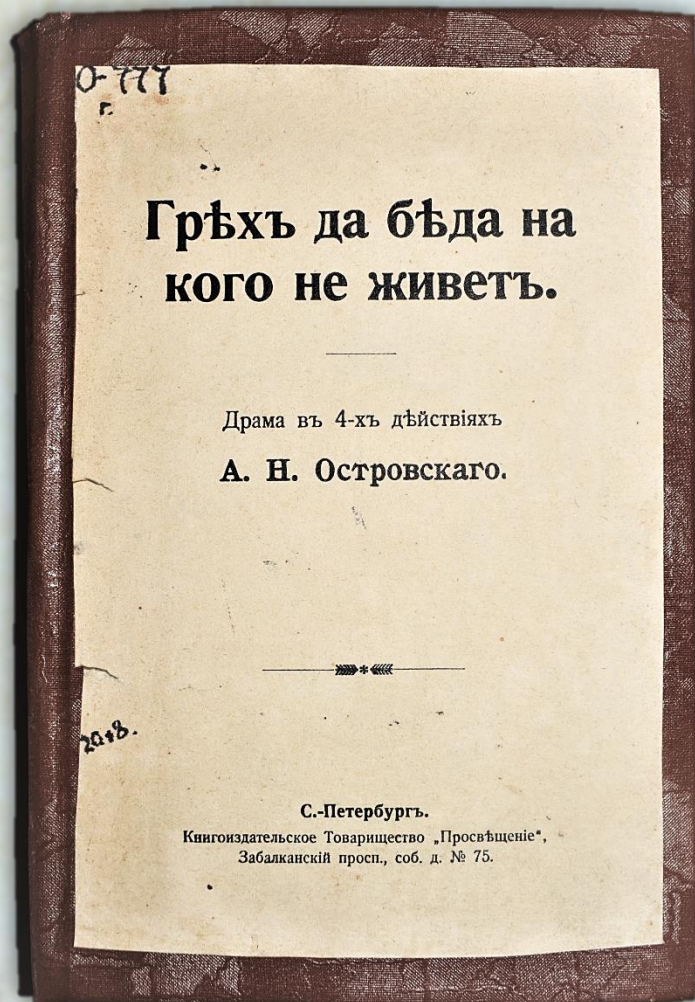 О-777
г.
Грѣхъ да бѣда на
кого не живетъ.
Драма въ 4-хъ дѣйствіяхъ
А. Н. Островскаго.
С.-Петербургъ.
Книгоиздательское Товарищество „Просвѣщеніе“,
Забалканскій просп., соб. д. № 75.